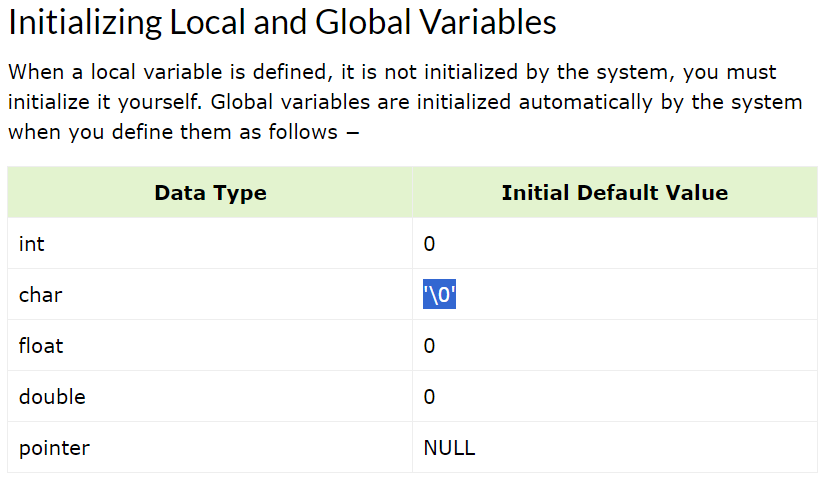 Initializing Local and Global Variables
When a local variable is defined, it is not initialized by the system, you must
initialize it yourself. Global variables are initialized automatically by the system
when you define them as follows −
Data Type Initial Default Value
int 0
char '\0'
float 0
double 0
pointer NULL